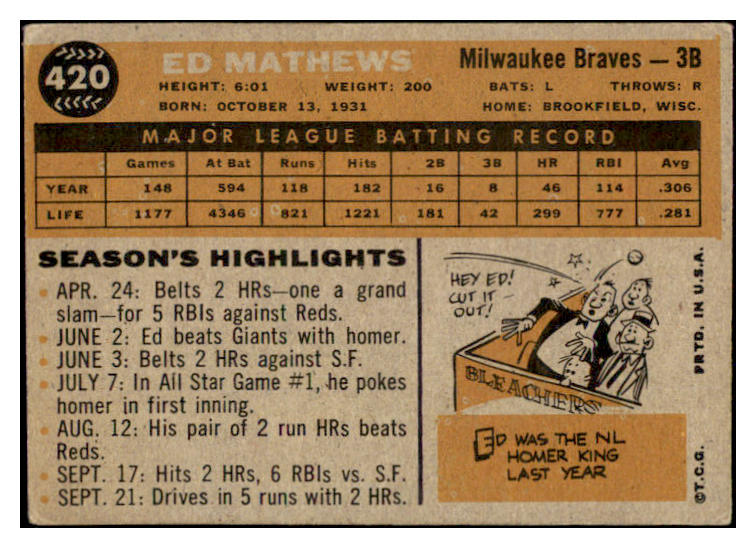 420
ED MATHEWS
Milwaukee Braves — 3B
HEIGHT: 6:01 WEIGHT: 200 BATS: L THROWS: R
BORN: OCTOBER 13, 1931 HOME: BROOKFIELD, WISC.
MAJOR LEAGUE BATTING RECORD
Games At Bat Runs Hits 2B 3B HR RBI Avg
YEAR 148 594 118 182 16 8 46 114 .306
LIFE 1177 4346 821 1221 181 42 299 777 .281
SEASON'S HIGHLIGHTS
APR. 24: Belts 2 HRs—one a grand
slam—for 5 RBIs against Reds.
JUNE 2: Ed beats Giants with homer.
JUNE 3: Belts 2 HRs against S.F.
JULY 7: In All Star Game #1, he pokes
homer in first inning.
AUG. 12: His pair of 2 run HRs beats
Reds.
SEPT. 17: Hits 2 HRs, 6 RBIs vs. S.F.
SEPT. 21: Drives in 5 runs with 2 HRs.
HEY ED!
CUT IT
OUT!
BLEACHERS
ED WAS THE NL
HOMER KING
LAST YEAR
©T.C.G. PRTD. IN U.S.A.